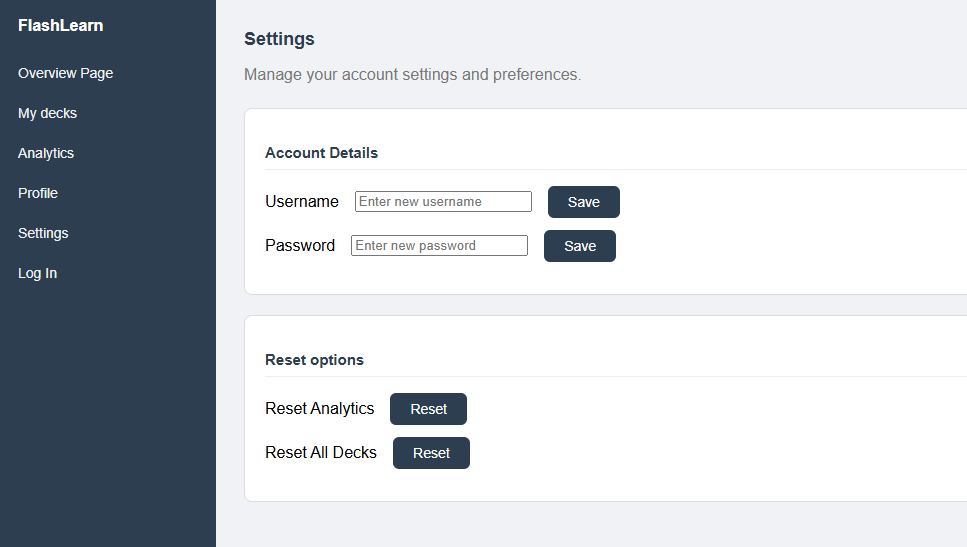 FlashLearn
Overview Page
My decks
Analytics
Profile
Settings
Log In
Settings
Manage your account settings and preferences.
Account Details
Username Enter new username Save
Password Enter new password Save
Reset options
Reset Analytics Reset
Reset All Decks Reset